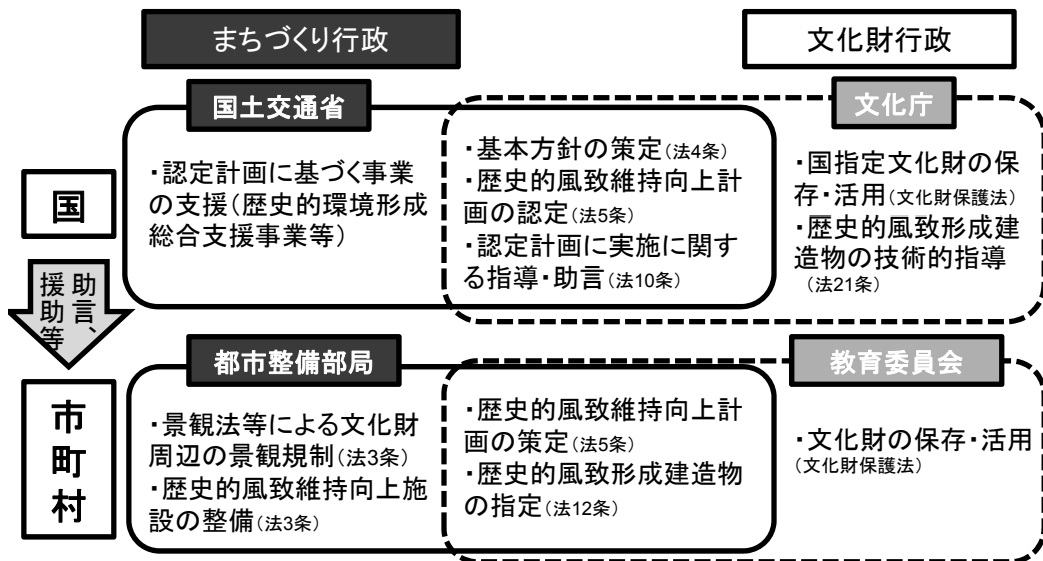 まちづくり行政
文化財行政
国土交通省
文化庁
国
・認定計画に基づく事業
の支援(歴史的環境形成
総合支援事業等)
・基本方針の策定(法4条)
・歴史的風致維持向上計
画の認定(法5条)
・認定計画に実施に関す
る指導・助言(法10条)
・国指定文化財の保
存・活用(文化財保護法)
・歴史的風致形成建
造物の技術的指導
(法21条)
助言、
援助等
都市整備部局
教育委員会
市町村
・景観法等による文化財
周辺の景観規制(法3条)
・歴史的風致維持向上施
設の整備(法3条)
・歴史的風致維持向上計
画の策定(法5条)
・歴史的風致形成建造物
の指定(法12条)
・文化財の保存・活用
(文化財保護法)